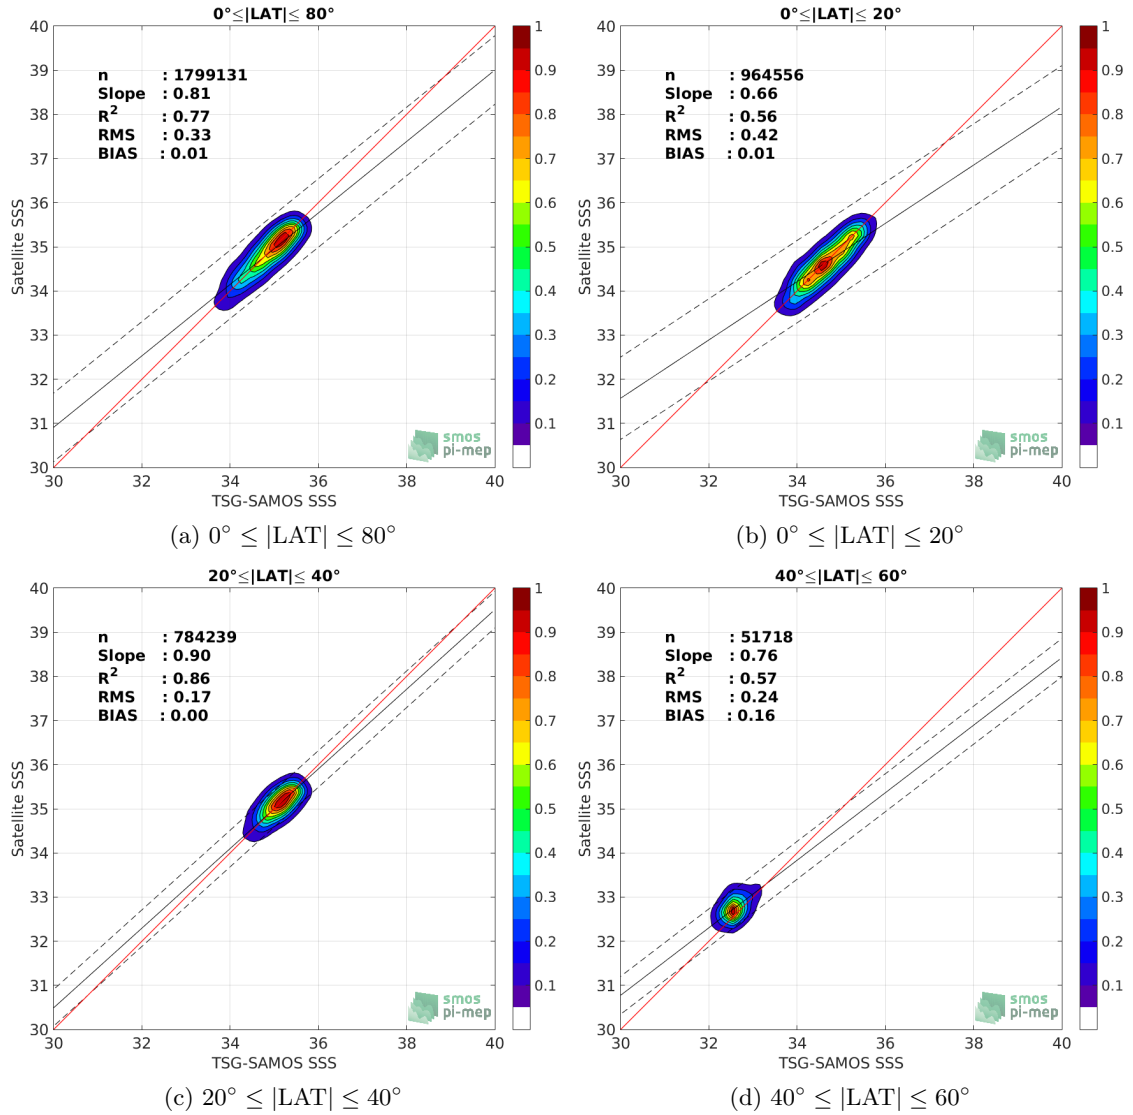 0°≤|LAT|≤ 80°
40
39
38
37
36
35
34
33
32
31
30
Satellite SSS
n : 1799131
Slope : 0.81
R² : 0.77
RMS : 0.33
BIAS : 0.01
smos
pi-mep
30 32 34 36 38 40
TSG-SAMOS SSS
1
0.9
0.8
0.7
0.6
0.5
0.4
0.3
0.2
0.1
(a) 0° ≤ |LAT| ≤ 80°
0°≤|LAT|≤ 20°
40
39
38
37
36
35
34
33
32
31
30
Satellite SSS
n : 964556
Slope : 0.66
R² : 0.56
RMS : 0.42
BIAS : 0.01
smos
pi-mep
30 32 34 36 38 40
TSG-SAMOS SSS
1
0.9
0.8
0.7
0.6
0.5
0.4
0.3
0.2
0.1
(b) 0° ≤ |LAT| ≤ 20°
20°≤|LAT|≤ 40°
40
39
38
37
36
35
34
33
32
31
30
Satellite SSS
n : 784239
Slope : 0.90
R² : 0.86
RMS : 0.17
BIAS : 0.00
smos
pi-mep
30 32 34 36 38 40
TSG-SAMOS SSS
1
0.9
0.8
0.7
0.6
0.5
0.4
0.3
0.2
0.1
(c) 20° ≤ |LAT| ≤ 40°
40°≤|LAT|≤ 60°
40
39
38
37
36
35
34
33
32
31
30
Satellite SSS
n : 51718
Slope : 0.76
R² : 0.57
RMS : 0.24
BIAS : 0.16
smos
pi-mep
30 32 34 36 38 40
TSG-SAMOS SSS
1
0.9
0.8
0.7
0.6
0.5
0.4
0.3
0.2
0.1
(d) 40° ≤ |LAT| ≤ 60°